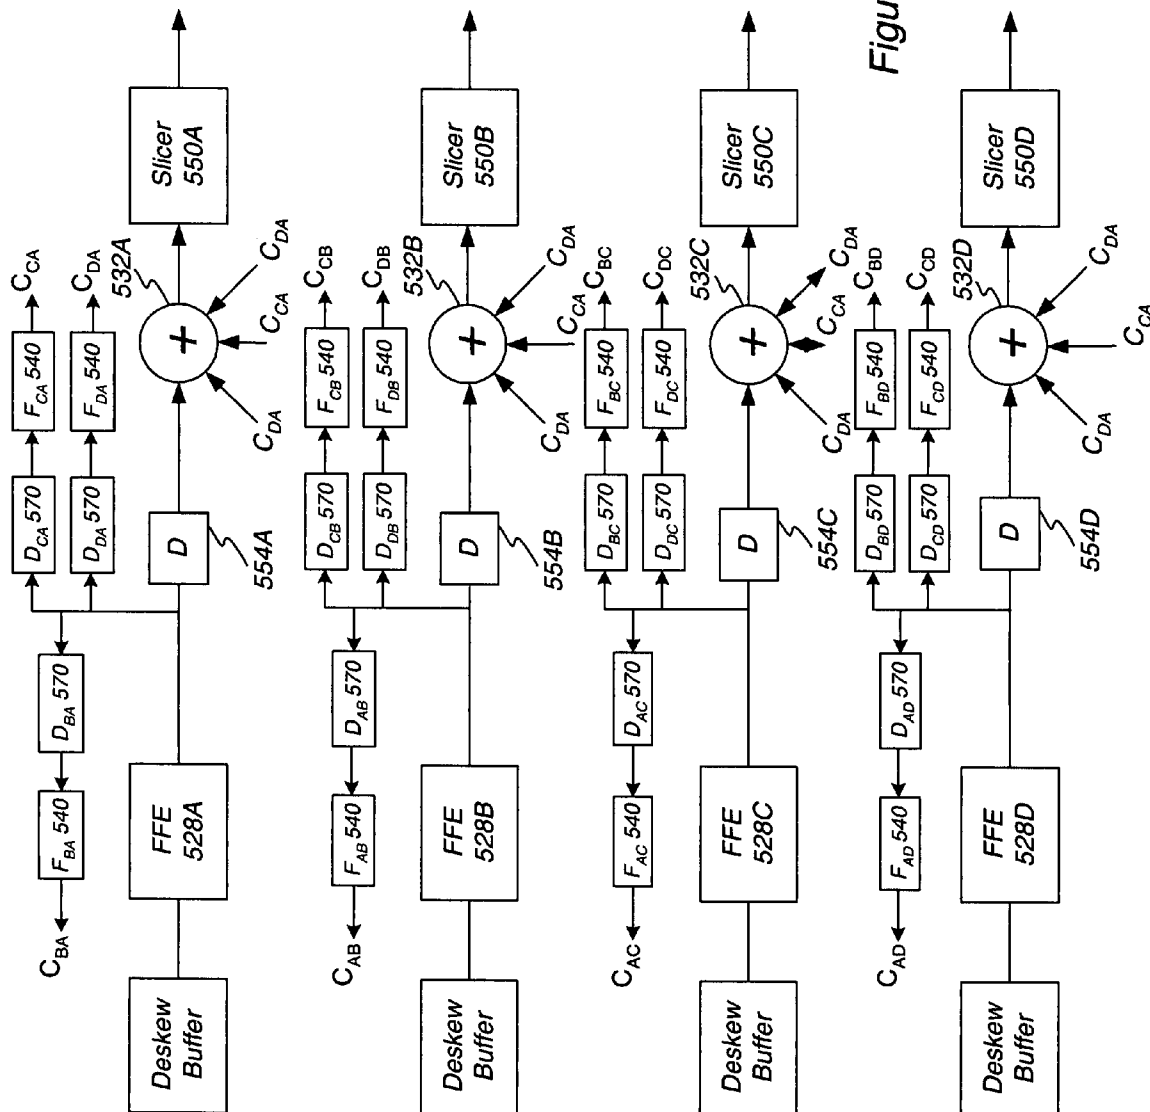 C_BA
F_BA 540
D_BA 570
D_CA 570
F_CA 540
C_CA
D_DA 570
F_DA 540
C_DA
Deskew
Buffer
FFE
528A
D
554A
+
532A
C_DA
C_CA
C_DA
Slicer
550A
C_AB
F_AB 540
D_AB 570
D_CB 570
F_CB 540
C_CB
D_DB 570
F_DB 540
C_DB
Deskew
Buffer
FFE
528B
D
554B
+
532B
C_DA
C_CA
C_DA
Slicer
550B
C_AC
F_AC 540
D_AC 570
D_BC 570
F_BC 540
C_BC
D_DC 570
F_DC 540
C_DC
Deskew
Buffer
FFE
528C
D
554C
+
532C
C_DA
C_CA
C_DA
Slicer
550C
C_AD
F_AD 540
D_AD 570
D_BD 570
F_BD 540
C_BD
D_CD 570
F_CD 540
C_CD
Deskew
Buffer
FFE
528D
D
554D
+
532D
C_DA
C_CA
C_DA
Slicer
550D
Figu